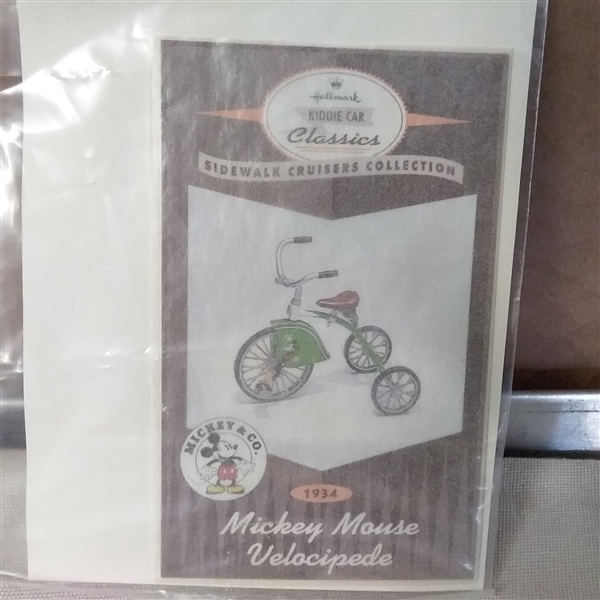 Hallmark
KIDDIE CAR
Classics
SIDEWALK CRUISERS COLLECTION
MICKEY & CO.
1934
Mickey Mouse
Velocipede